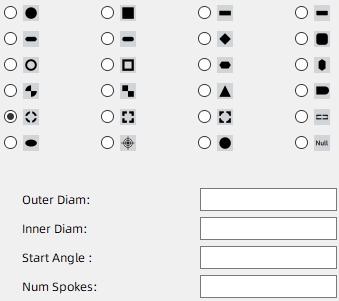 Null
Outer Diam:
Inner Diam:
Start Angle :
Num Spokes: